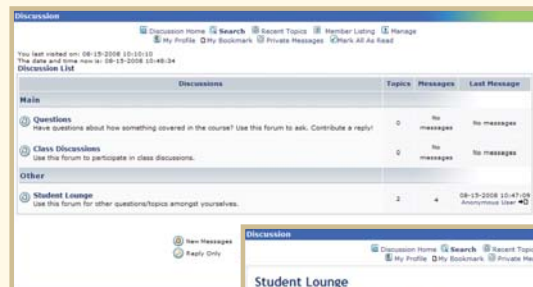 Discussion
Discussion Home Search Recent Topics Member Listing Manage
My Profile My Bookmark Private Messages Mark All As Read
You last visited on: 08-15-2008 10:10:10
The date and time now is: 08-15-2008 10:48:34
Discussion List
Discussions Topics Messages Last Message
Main
Questions 0 No messages No messages
Have questions about how something covered in the course? Use this forum to ask. Contribute a reply!
Class Discussions 0 No messages No messages
Use this forum to participate in class discussions.
Other
Student Lounge 2 4 08-15-2008 10:47:09
Use this forum for other questions/topics amongst yourselves. Anonymous User
New Messages
Reply Only
Discussion
Discussion Home Search Recent Topic
My Profile My Bookmark Private Me
Student Lounge